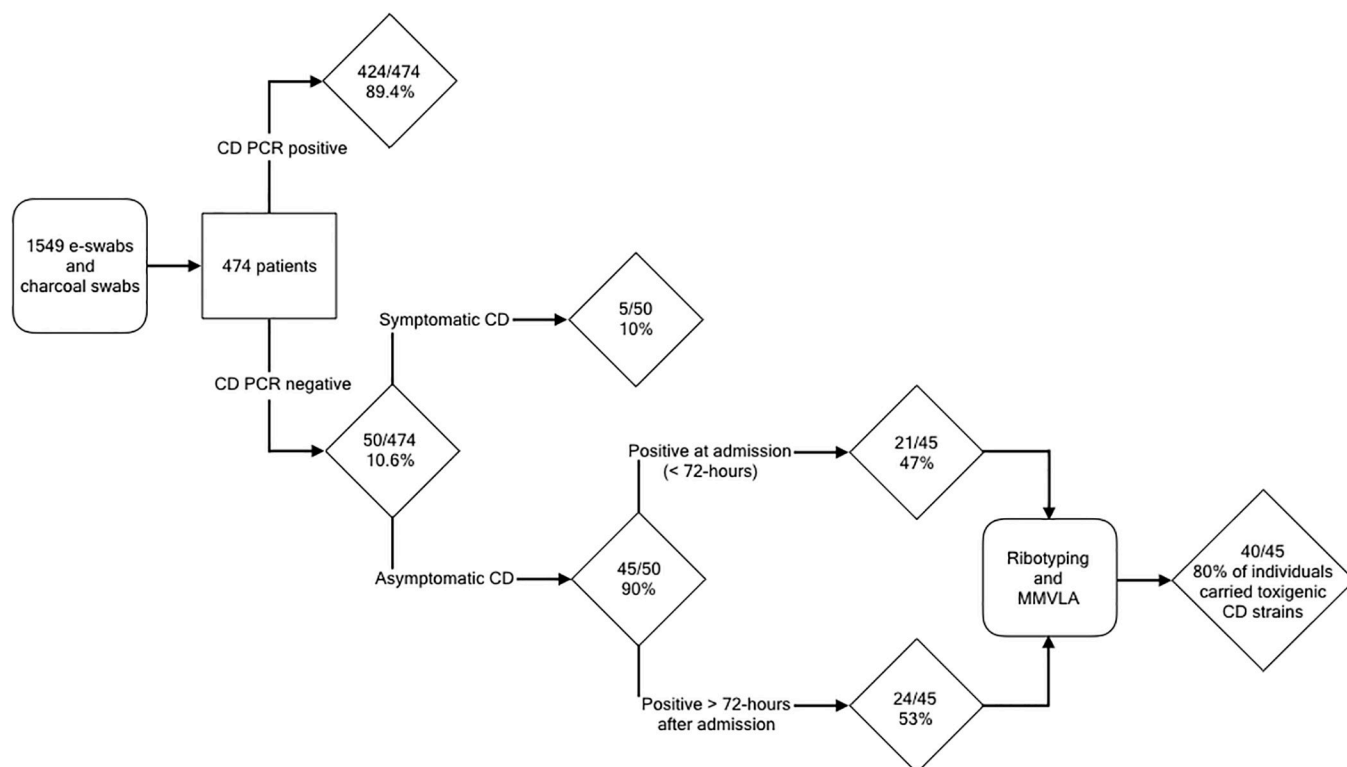 424/474
89.4%
CD PCR positive
1549 e-swabs
and
charcoal swabs
474 patients
CD PCR negative
Symptomatic CD
5/50
10%
50/474
10.6%
Asymptomatic CD
45/50
90%
Positive at admission
(< 72-hours)
21/45
47%
Positive > 72-hours
after admission
24/45
53%
Ribotyping
and
MMVLA
40/45
80% of individuals
carried toxigenic
CD strains